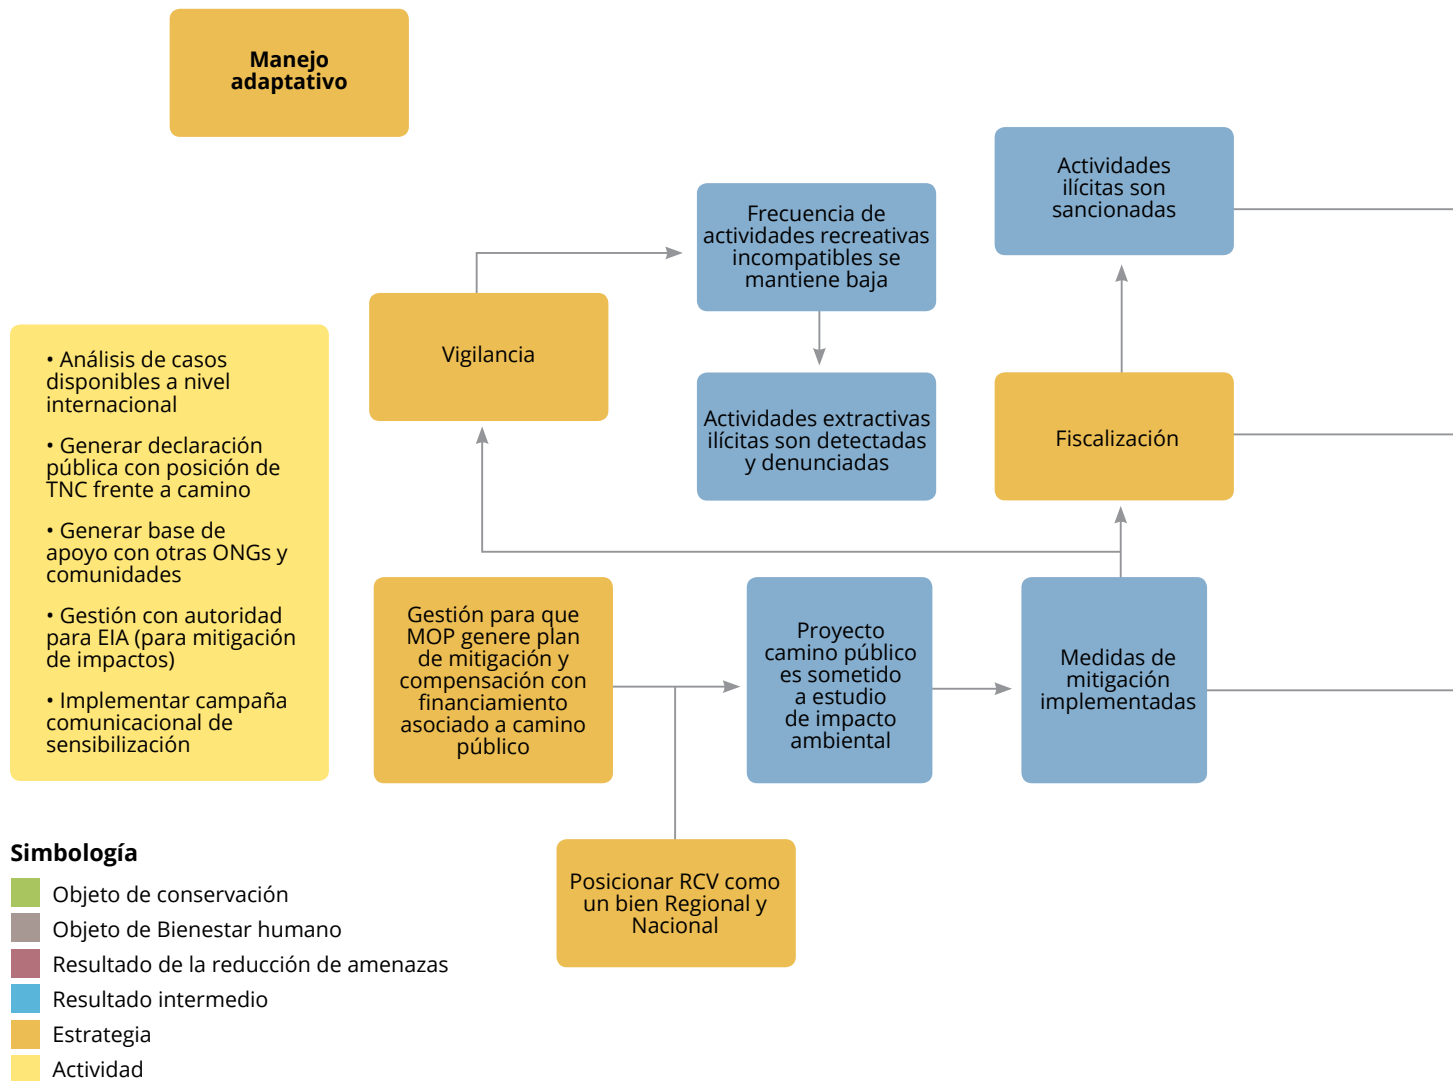 Manejo
adaptativo
Actividades
ilícitas son
sancionadas
Frecuencia de
actividades recreativas
incompatibles se
mantiene baja
Vigilancia
Actividades extractivas
ilícitas son detectadas
y denunciadas
Fiscalización
• Análisis de casos
disponibles a nivel
internacional
• Generar declaración
pública con posición de
TNC frente a camino
• Generar base de
apoyo con otras ONGs y
comunidades
• Gestión con autoridad
para EIA (para mitigación
de impactos)
• Implementar campaña
comunicacional de
sensibilización
Gestión para que
MOP genere plan
de mitigación y
compensación con
financiamiento
asociado a camino
público
Proyecto
camino público
es sometido
a estudio
de impacto
ambiental
Medidas de
mitigación
implementadas
Posicionar RCV como
un bien Regional y
Nacional
Simbología
Objeto de conservación
Objeto de Bienestar humano
Resultado de la reducción de amenazas
Resultado intermedio
Estrategia
Actividad